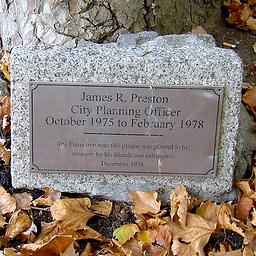 James R. Preston
City Planning Officer
October 1975 to February 1978
The Plane tree near this plaque was planted in his
memory by his friends and colleagues
December 1978